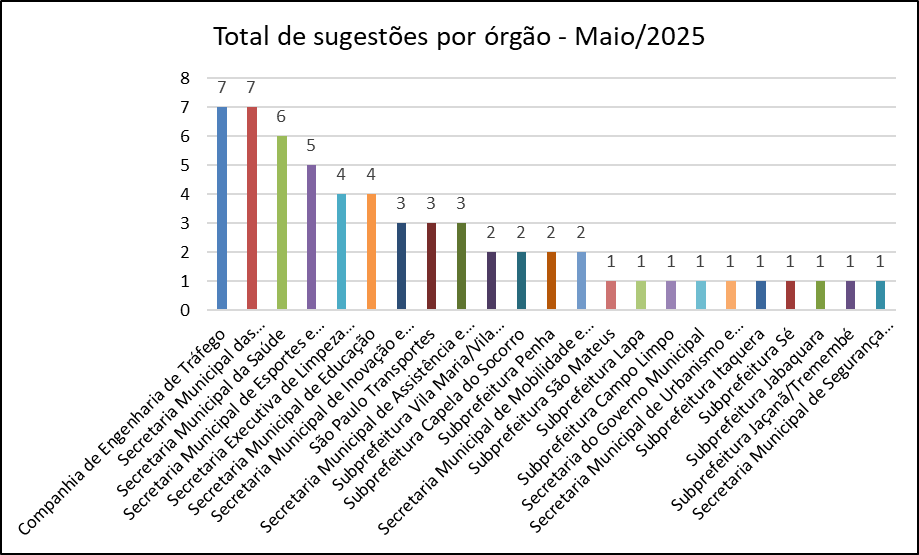 Total de sugestões por órgão - Maio/2025
8
7
6
5
4
3
2
1
0
7
7
6
5
4
4
3
3
3
2
2
2
2
1
1
1
1
1
1
1
1
1
1
Companhia de Engenharia de Tráfego
Secretaria Municipal das...
Secretaria Municipal da Saúde
Secretaria Municipal de Esportes e...
Secretaria Executiva de Limpeza...
Secretaria Municipal de Educação
Secretaria Municipal de Inovação e...
São Paulo Transportes
Secretaria Municipal de Assistência e...
Subprefeitura Vila Maria/Vila...
Subprefeitura Capela do Socorro
Subprefeitura Penha
Secretaria Municipal de Mobilidade e...
Subprefeitura São Mateus
Subprefeitura Lapa
Subprefeitura Campo Limpo
Secretaria do Governo Municipal
Secretaria Municipal de Urbanismo e...
Subprefeitura Itaquera
Subprefeitura Sé
Subprefeitura Jabaquara
Subprefeitura Jaçanã/Tremembé
Secretaria Municipal de Segurança...